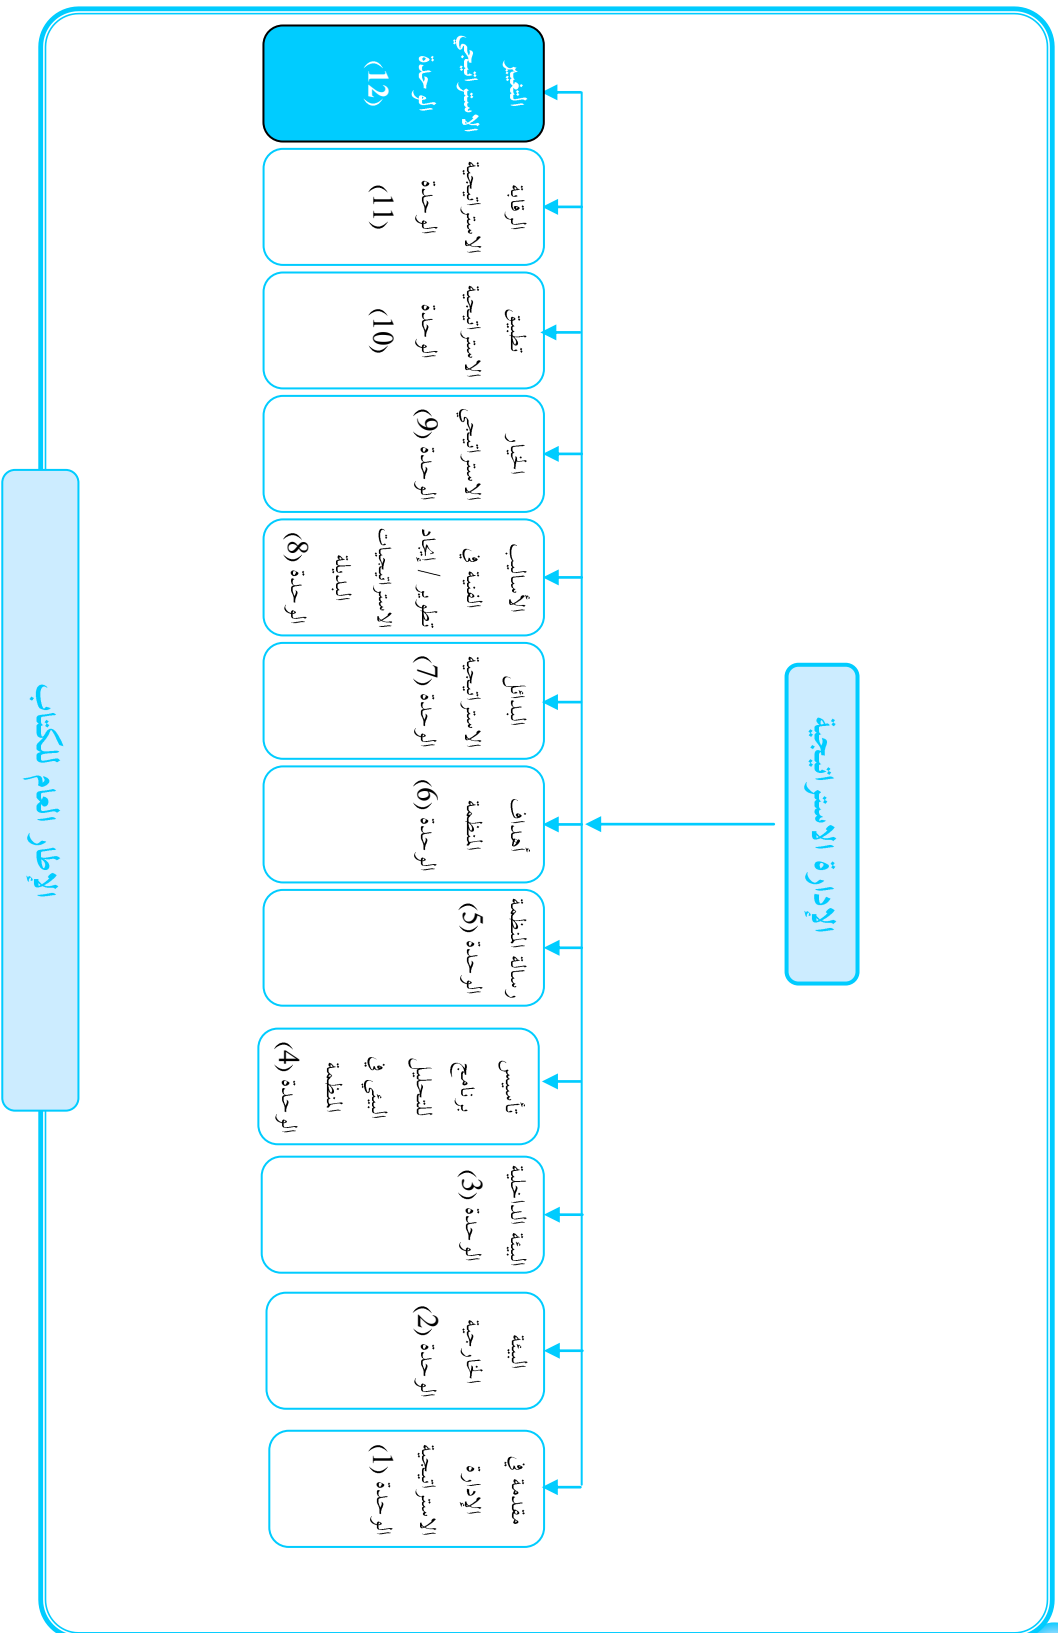 الإدارة الاستراتيجية
مقدمة في
الإدارة
الاستراتيجية
الوحدة (1)
البيئة
الخارجية
الوحدة (2)
البيئة الداخلية
الوحدة (3)
تأسيس
برنامج
للتحليل
البيئي في
المنظمة
الوحدة (4)
رسالة المنظمة
الوحدة (5)
أهداف
المنظمة
الوحدة (6)
البدائل
الاستراتيجية
الوحدة (7)
الأساليب
الفنية في
تطوير / إيجاد
الاستراتيجيات
البديلة
الوحدة (8)
الخيار
الاستراتيجي
الوحدة (9)
تطبيق
الاستراتيجية
الوحدة
(10)
الرقابة
الاستراتيجية
الوحدة
(11)
التغيير
الاستراتيجي
الوحدة
(12)
الإطار العام للكتاب